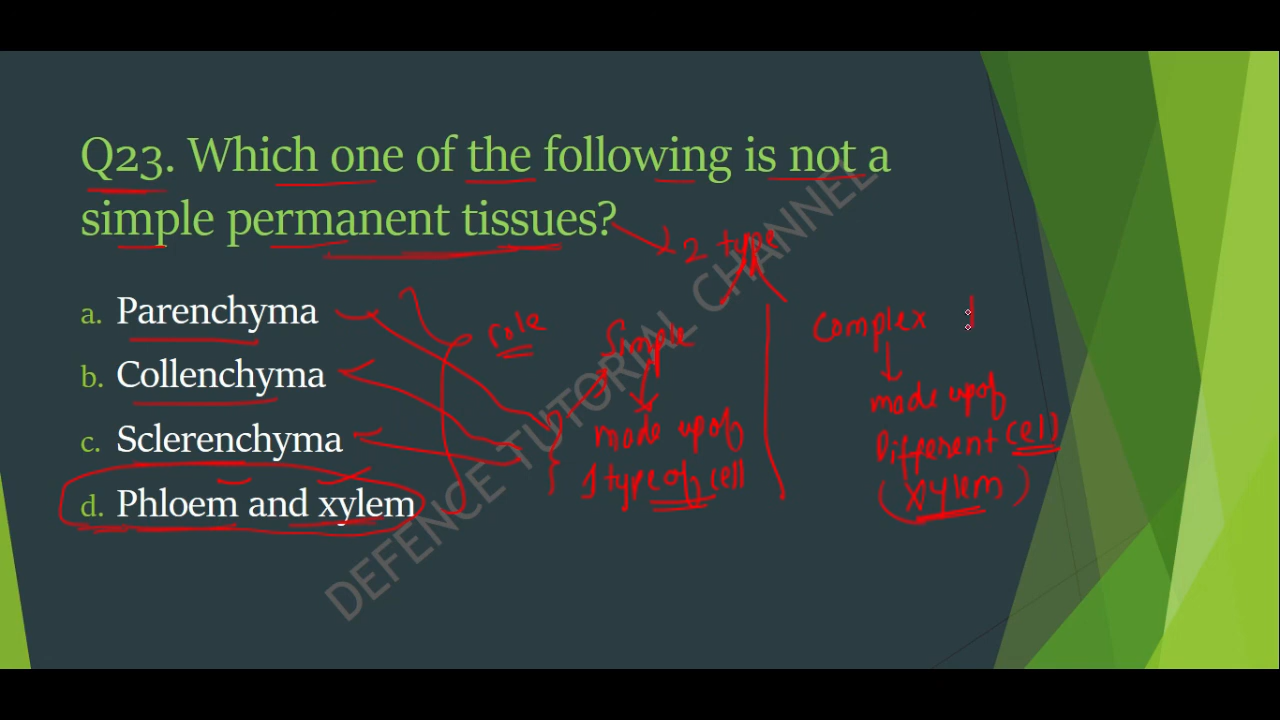 Q23. Which one of the following is not a
simple permanent tissues?
2 type
a. Parenchyma
b. Collenchyma
c. Sclerenchyma
d. Phloem and xylem
role
Simple
made up of
1 type of cell
Complex
made up of
Different cell
(xylem)
DEFENCE TUTORIAL CHANNEL